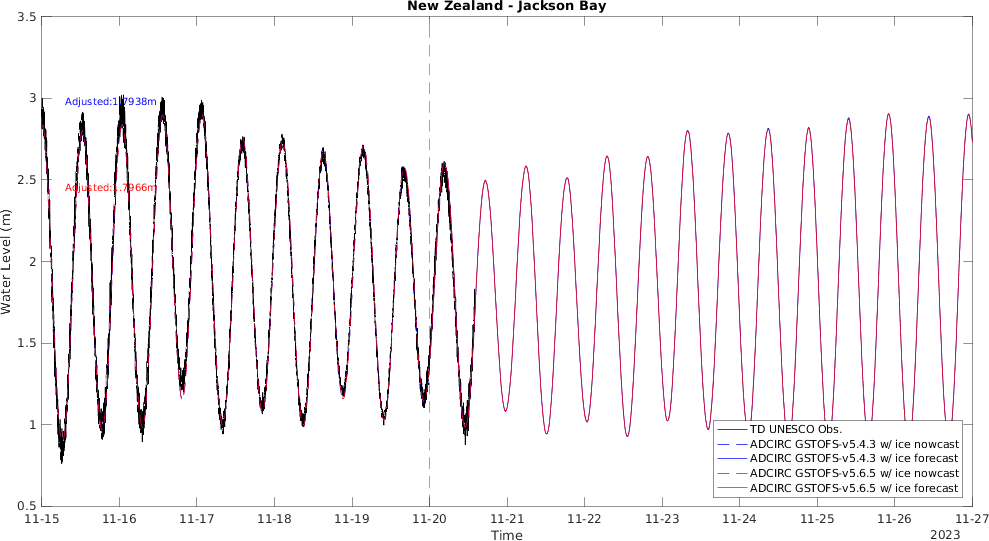 New Zealand - Jackson Bay
Water Level (m)
3.5
3
2.5
2
1.5
1
0.5
Adjusted:1.7938m
Adjusted:1.7966m
TD UNESCO Obs.
ADCIRC GSTOFS-v5.4.3 w/ ice nowcast
ADCIRC GSTOFS-v5.4.3 w/ ice forecast
ADCIRC GSTOFS-v5.6.5 w/ ice nowcast
ADCIRC GSTOFS-v5.6.5 w/ ice forecast
11-15 11-16 11-17 11-18 11-19 11-20 11-21 11-22 11-23 11-24 11-25 11-26 11-27
Time
2023